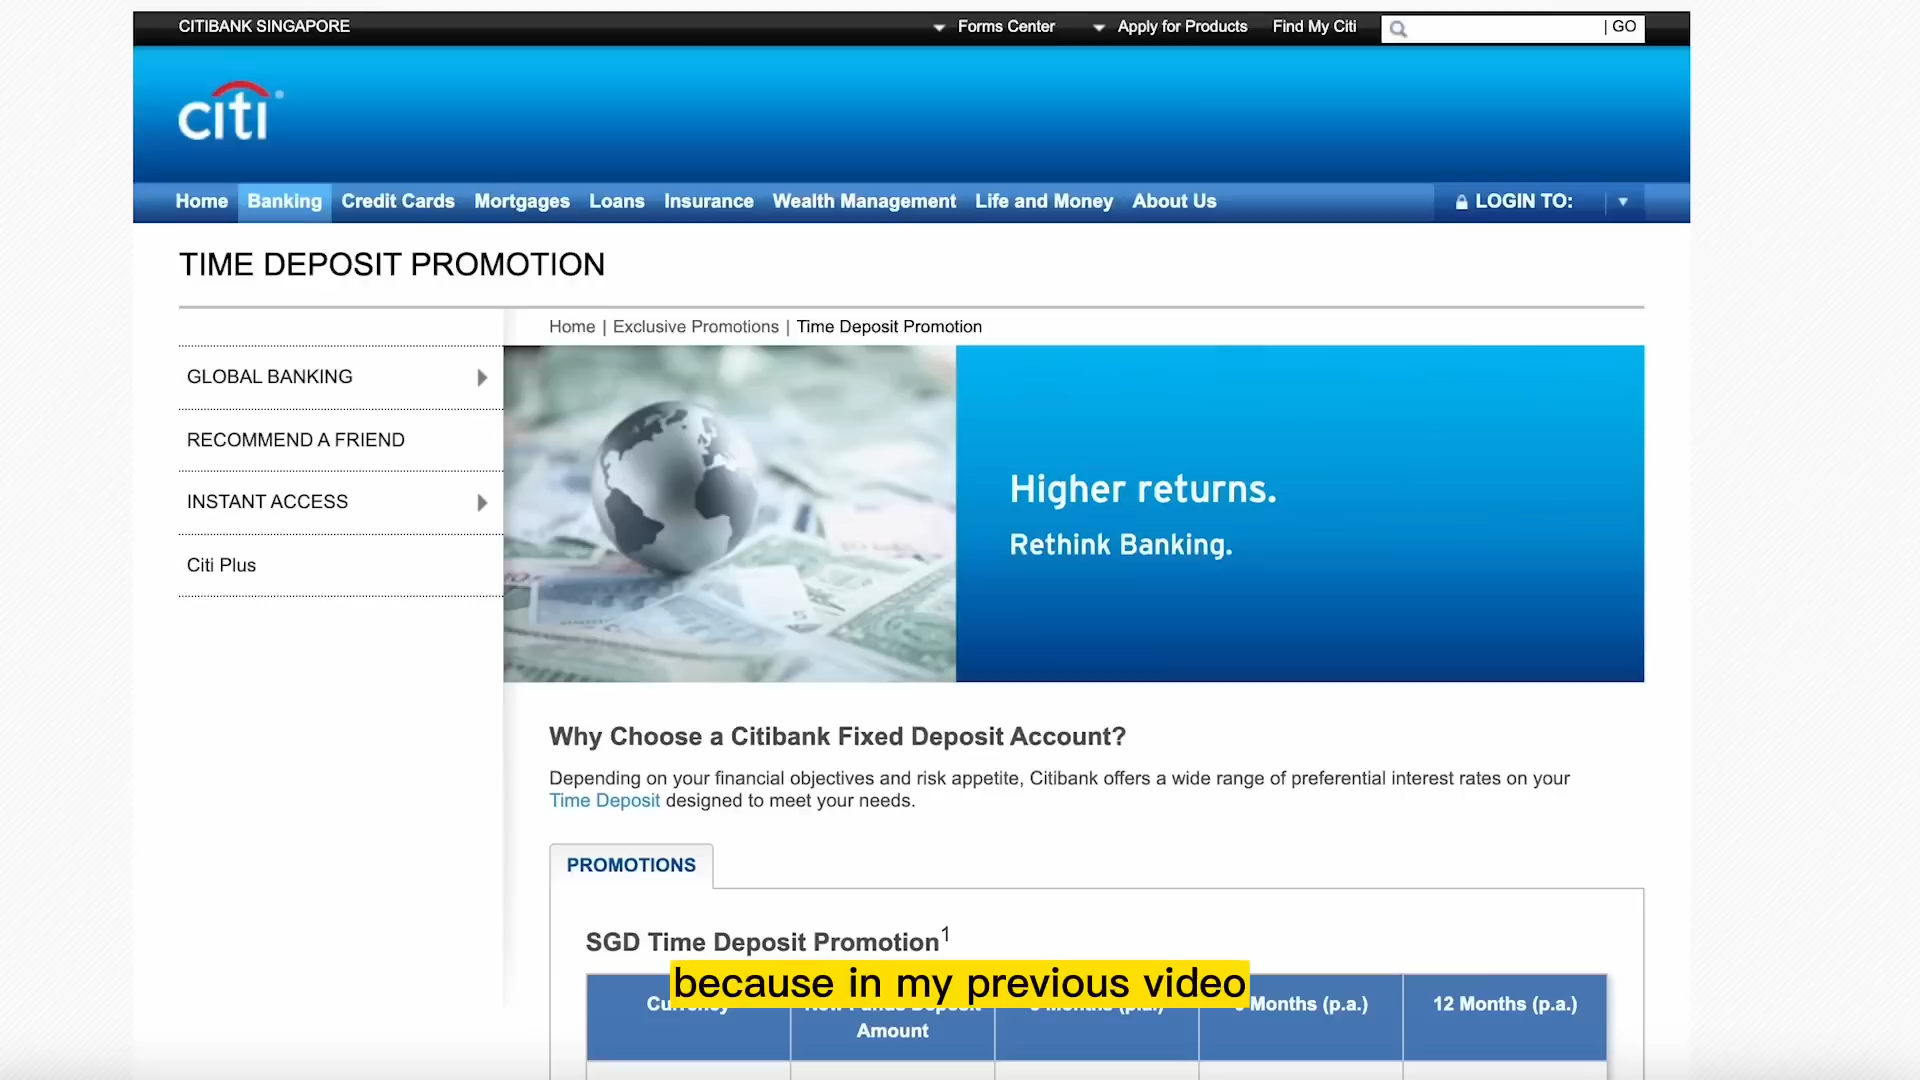 CITIBANK SINGAPORE
Forms Center
Apply for Products
Find My Citi
| GO
citi
Home
Banking
Credit Cards
Mortgages
Loans
Insurance
Wealth Management
Life and Money
About Us
LOGIN TO:
TIME DEPOSIT PROMOTION
Home | Exclusive Promotions | Time Deposit Promotion
GLOBAL BANKING
RECOMMEND A FRIEND
INSTANT ACCESS
Citi Plus
Higher returns.
Rethink Banking.
Why Choose a Citibank Fixed Deposit Account?
Depending on your financial objectives and risk appetite, Citibank offers a wide range of preferential interest rates on your
Time Deposit designed to meet your needs.
PROMOTIONS
SGD Time Deposit Promotion1
because in my previous video
Currency
Amount
Months (p.a.)
12 Months (p.a.)